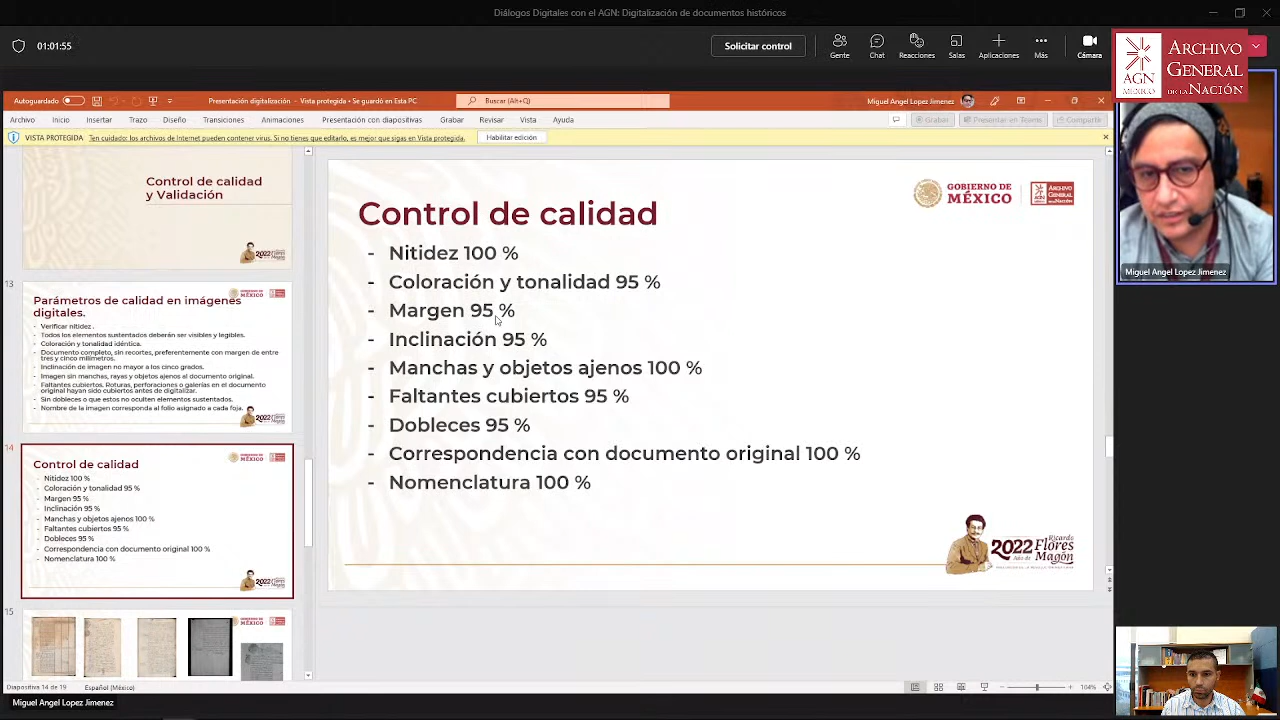 Diálogos Digitales con el AGN: Digitalización de documentos históricos
01:01:55
Solicitar control
Gente
Chat
Reacciones
Salas
Aplicaciones
Más
Cámara
AGN
MÉXICO
ARCHIVO
GENERAL
DE LA NACIÓN
Autoguardado
Presentación digitalización - Vista protegida • Se guardó en Esta PC
Buscar (Alt+Q)
Miguel Angel Lopez Jimenez
Archivo Inicio Insertar Trazo Diseño Transiciones Animaciones Presentación con diapositivas Grabar Revisar Vista Ayuda
Grabar
Presentar en Teams
Compartir
VISTA PROTEGIDA Ten cuidado: los archivos de Internet pueden contener virus. Si no tienes que editarlo, es mejor que sigas en Vista protegida.
Habilitar edición
Control de calidad
y Validación
2022 Flores
Magón
13
Parámetros de calidad en imágenes
digitales.
GOBIERNO DE
MÉXICO
- Verificar nitidez .
- Todos los elementos sustentados deberán ser visibles y legibles.
- Coloración y tonalidad idéntica.
- Documento completo, sin recortes, preferentemente con margen de entre
tres y cinco milímetros.
- Inclinación de imagen no mayor a los cinco grados.
- Imagen sin manchas, rayas y objetos ajenos al documento original.
- Faltantes cubiertos. Roturas, perforaciones o galerías en el documento
original hayan sido cubiertos antes de digitalizar.
- Sin dobleces o que estos no oculten elementos sustentados.
- Nombre de la imagen corresponda al folio asignado a cada foja.
2022 Flores
Magón
14
Control de calidad
GOBIERNO DE
MÉXICO
- Nitidez 100 %
- Coloración y tonalidad 95 %
- Margen 95 %
- Inclinación 95 %
- Manchas y objetos ajenos 100 %
- Faltantes cubiertos 95 %
- Dobleces 95 %
- Correspondencia con documento original 100 %
- Nomenclatura 100 %
2022 Flores
Magón
15
GOBIERNO DE
MÉXICO
Control de calidad
GOBIERNO DE
MÉXICO
ARCHIVO
GENERAL
DE LA NACIÓN
AGN
- Nitidez 100 %
- Coloración y tonalidad 95 %
- Margen 95 %
- Inclinación 95 %
- Manchas y objetos ajenos 100 %
- Faltantes cubiertos 95 %
- Dobleces 95 %
- Correspondencia con documento original 100 %
- Nomenclatura 100 %
2022
Año de
Ricardo
Flores
Magón
Miguel Angel Lopez Jimenez
Diapositiva 14 de 19
Español (México)
104%
Miguel Angel Lopez Jimenez